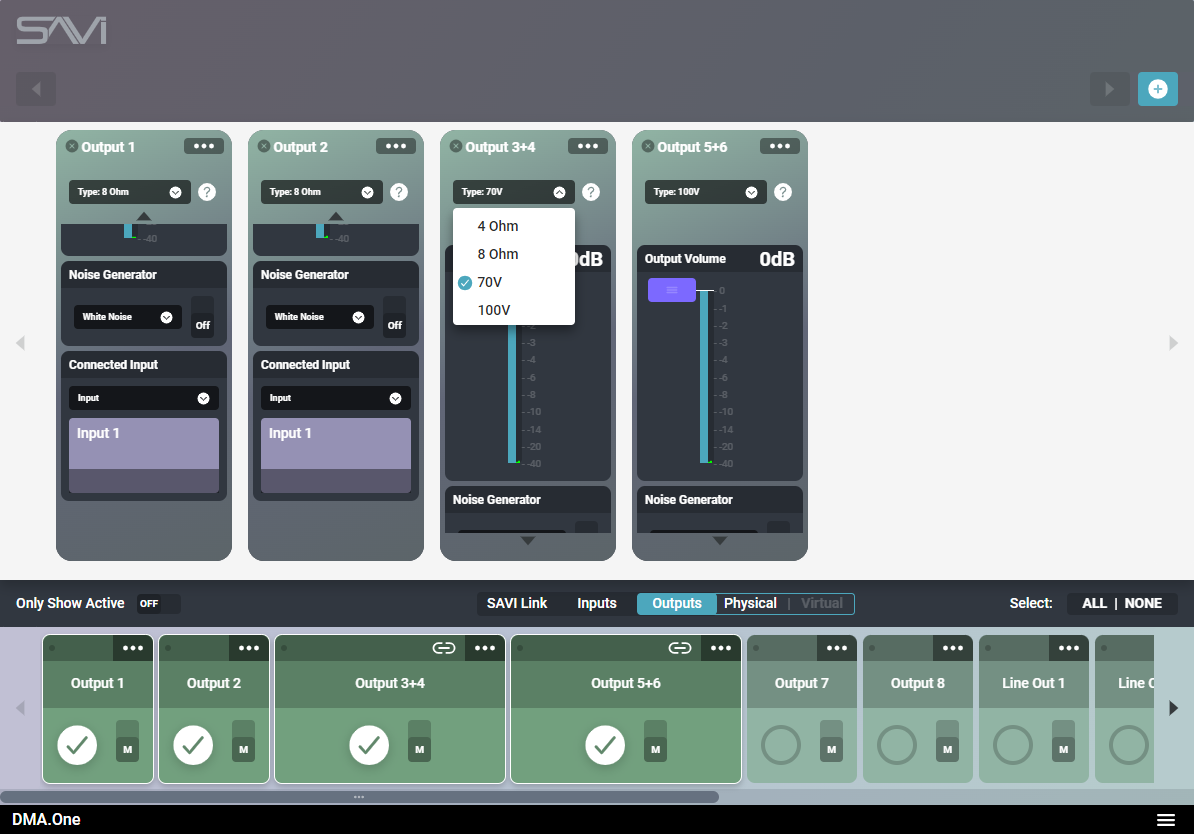 SAVI
Output 1
Output 2
Output 3+4
Output 5+6
Type: 8 Ohm
?
Type: 8 Ohm
?
Type: 70V
?
Type: 100V
?
4 Ohm
8 Ohm
70V
100V
-40
-40
Noise Generator
Noise Generator
White Noise
Off
White Noise
Off
Connected Input
Connected Input
Input
Input
Input 1
Input 1
0dB
-2
-3
-4
-6
-8
-10
-14
-20
-40
Noise Generator
Output Volume
0dB
0
-1
-2
-3
-4
-6
-8
-10
-14
-20
-40
Noise Generator
Only Show Active
OFF
SAVI Link
Inputs
Outputs
Physical | Virtual
Select:
ALL | NONE
Output 1
Output 2
Output 3+4
Output 5+6
Output 7
Output 8
Line Out 1
Line
M
M
M
M
M
M
M
DMA.One